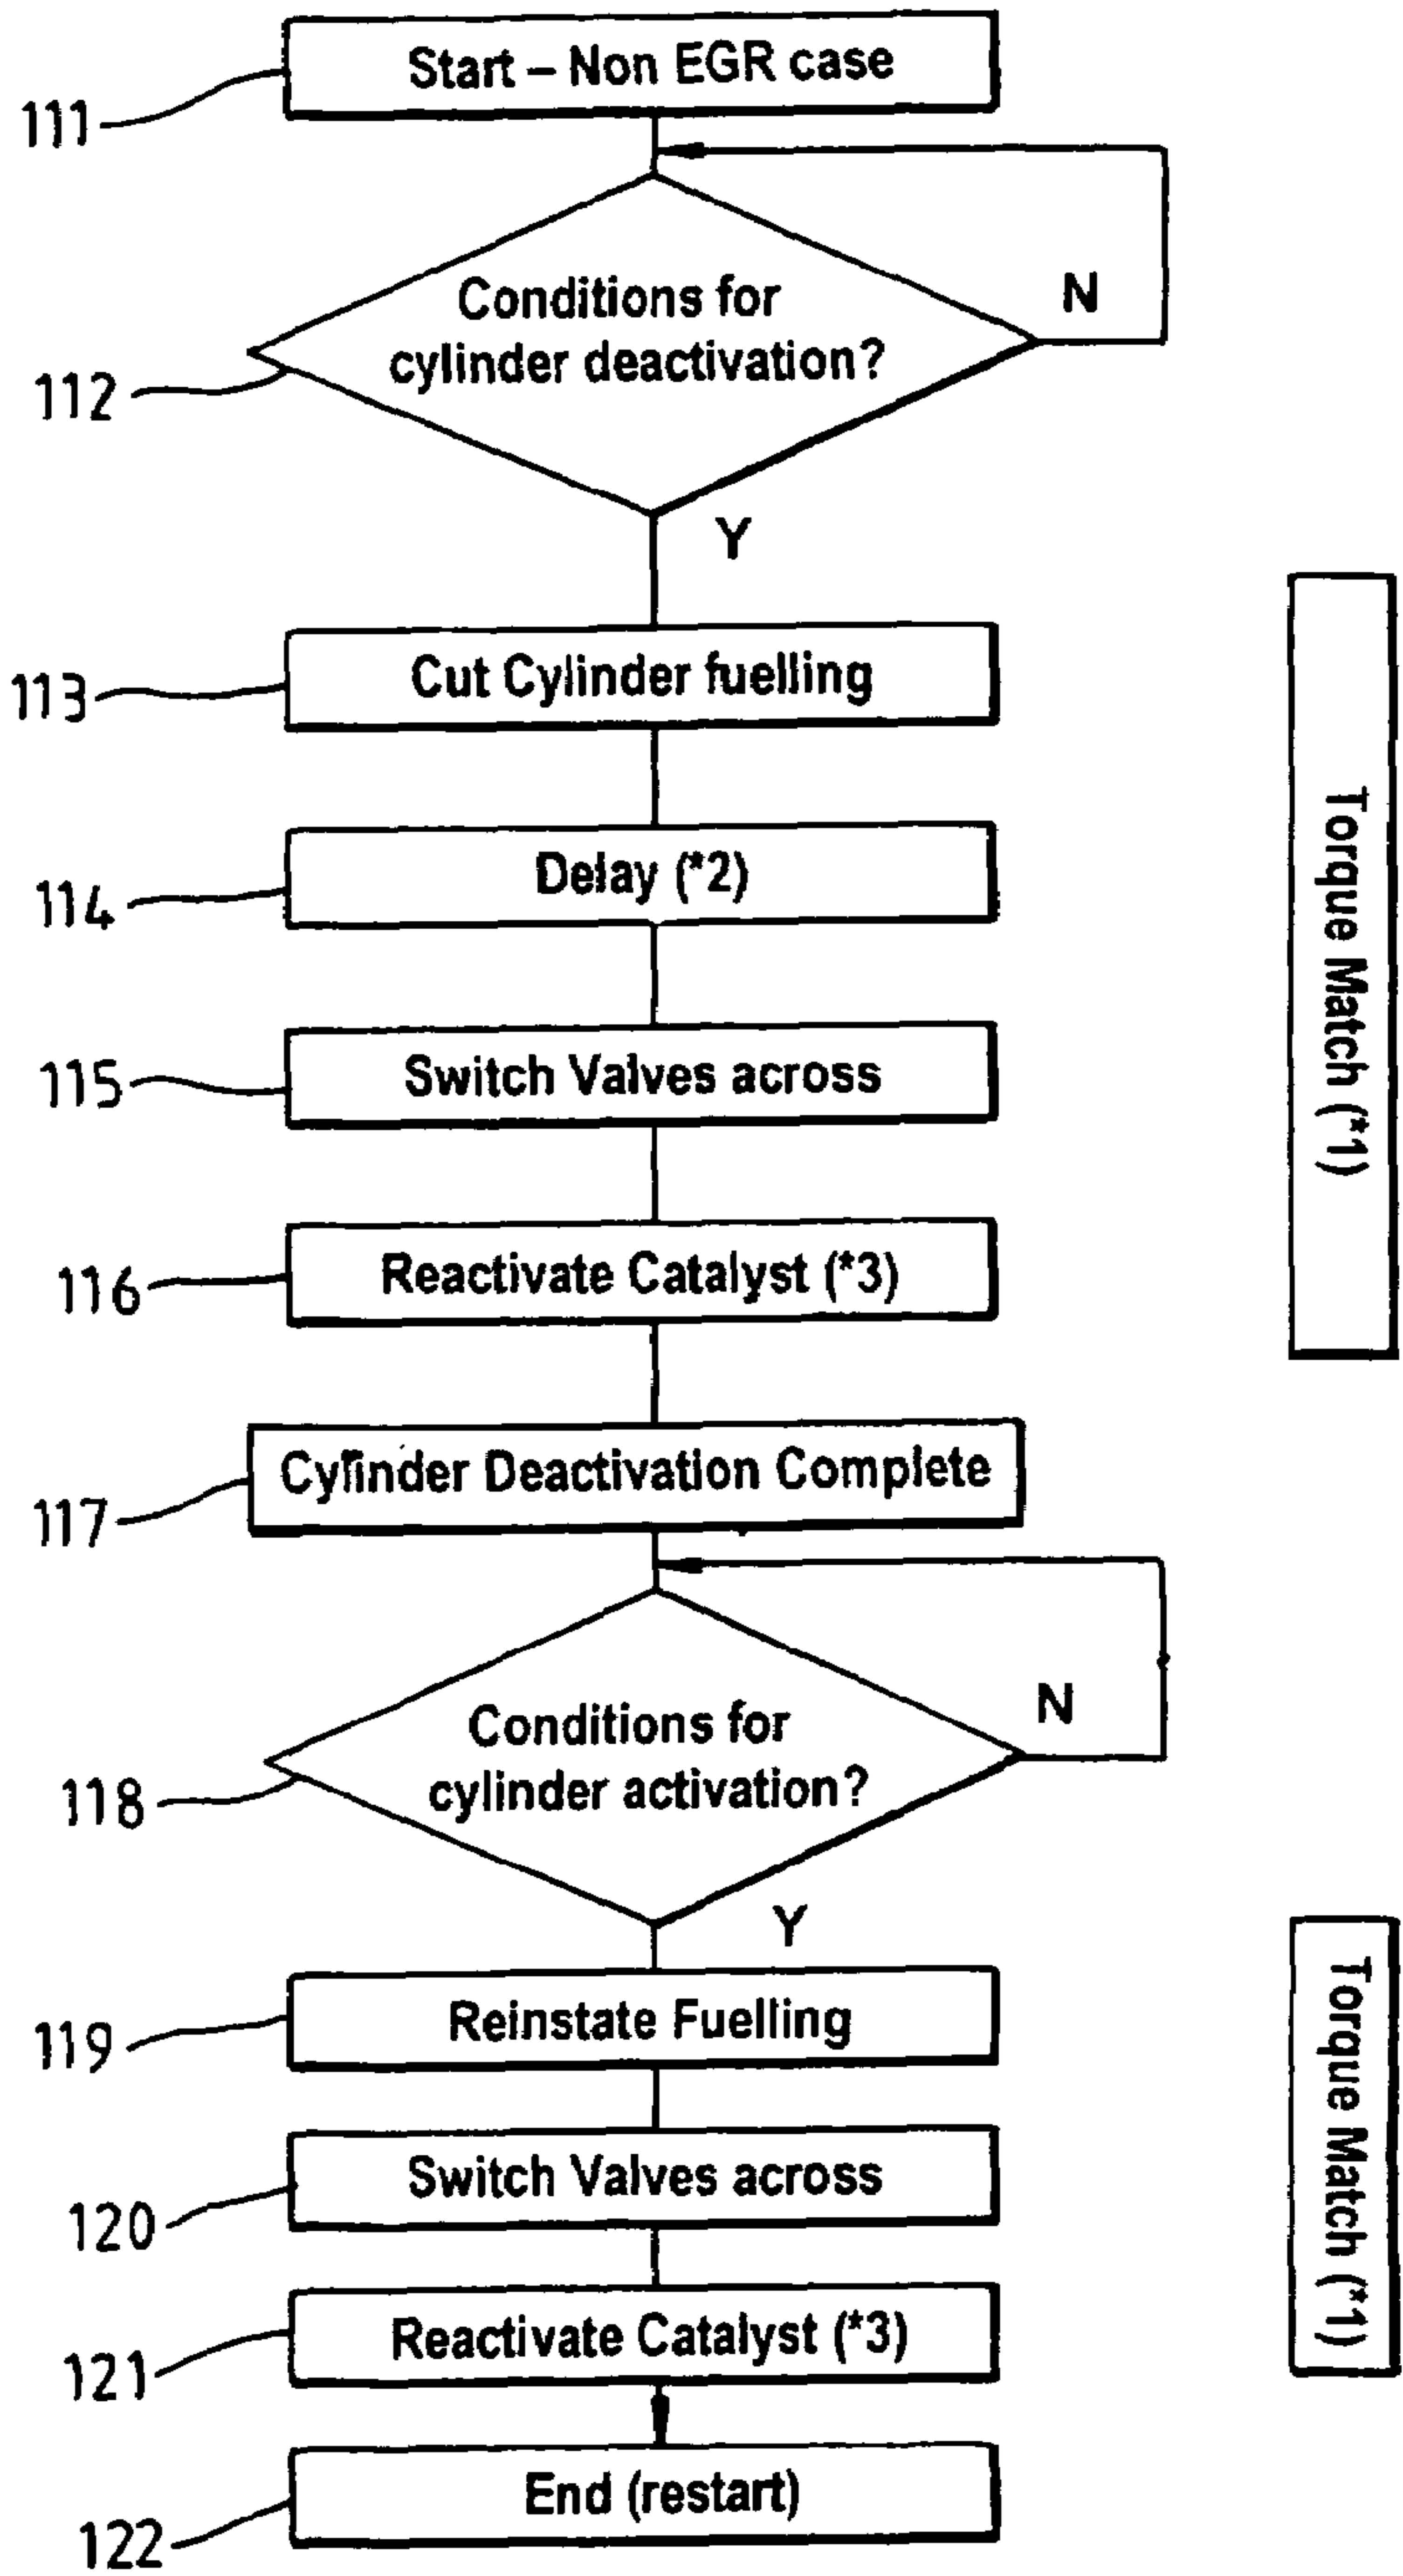 Start – Non EGR case
111
Conditions for
cylinder deactivation?
N
112
Y
Cut Cylinder fuelling
113
Delay (*2)
114
Switch Valves across
115
Reactivate Catalyst (*3)
116
Torque Match (*1)
Cylinder Deactivation Complete
117
Conditions for
cylinder activation?
N
118
Y
Reinstate Fuelling
119
Switch Valves across
120
Reactivate Catalyst (*3)
121
Torque Match (*1)
End (restart)
122